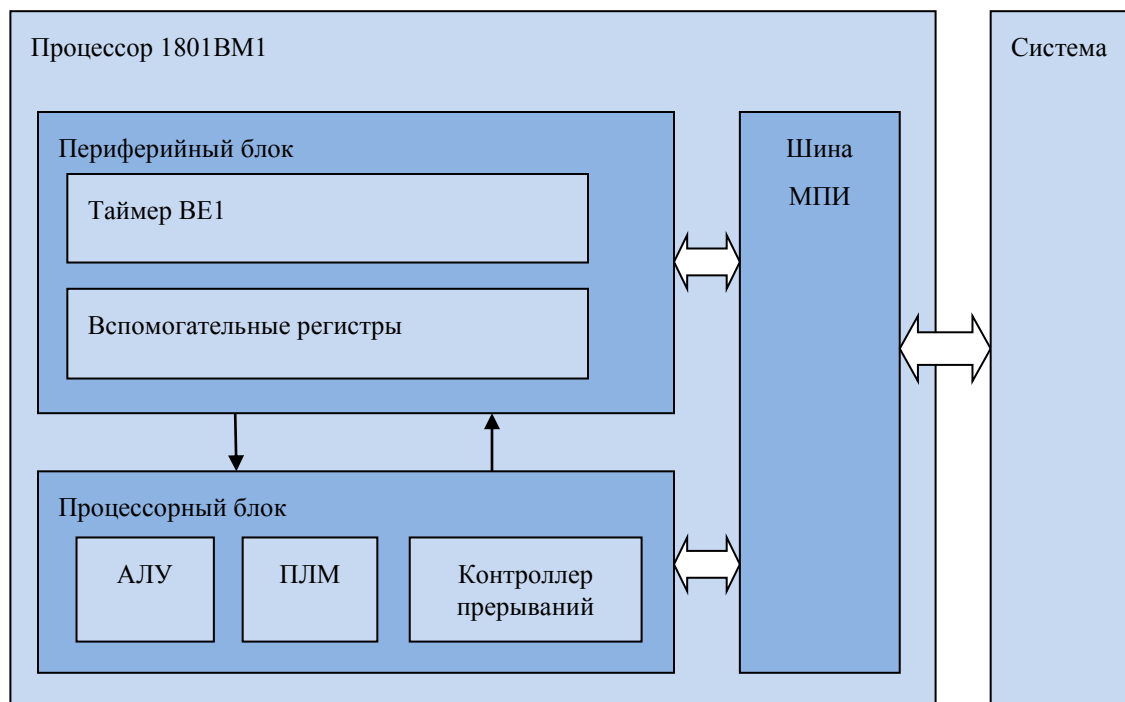 Процессор 1801ВМ1
Система
Периферийный блок
Таймер ВЕ1
Вспомогательные регистры
Шина
МПИ
Процессорный блок
АЛУ
ПЛМ
Контроллер
прерываний